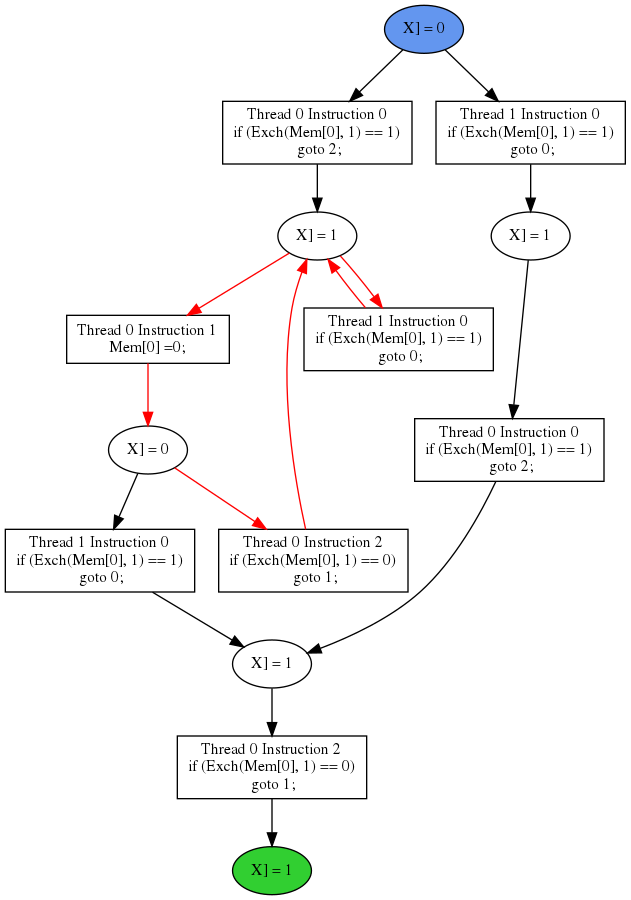 X] = 0
Thread 0 Instruction 0
if (Exch(Mem[0], 1) == 1)
goto 2;
Thread 1 Instruction 0
if (Exch(Mem[0], 1) == 1)
goto 0;
X] = 1
X] = 1
Thread 0 Instruction 1
Mem[0] =0;
Thread 1 Instruction 0
if (Exch(Mem[0], 1) == 1)
goto 0;
X] = 0
Thread 0 Instruction 0
if (Exch(Mem[0], 1) == 1)
goto 2;
Thread 1 Instruction 0
if (Exch(Mem[0], 1) == 1)
goto 0;
Thread 0 Instruction 2
if (Exch(Mem[0], 1) == 0)
goto 1;
X] = 1
Thread 0 Instruction 2
if (Exch(Mem[0], 1) == 0)
goto 1;
X] = 1